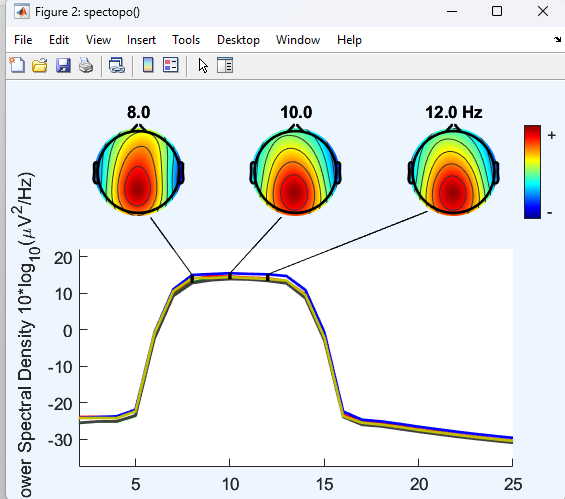 Figure 2: spectopo()
File Edit View Insert Tools Desktop Window Help
8.0 10.0 12.0 Hz
+
-
ower Spectral Density 10*log10(μV2/Hz)
20
10
0
-10
-20
-30
5 10 15 20 25